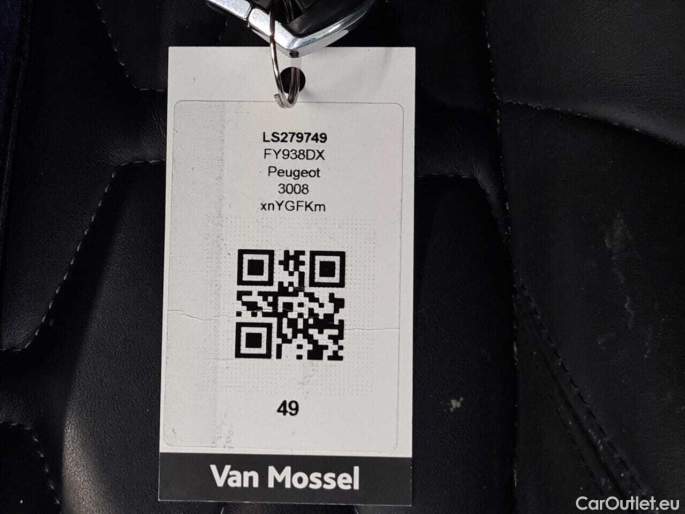 LS279749
FY938DX
Peugeot
3008
xnYGFKm
49
Van Mossel
CarOutlet.eu